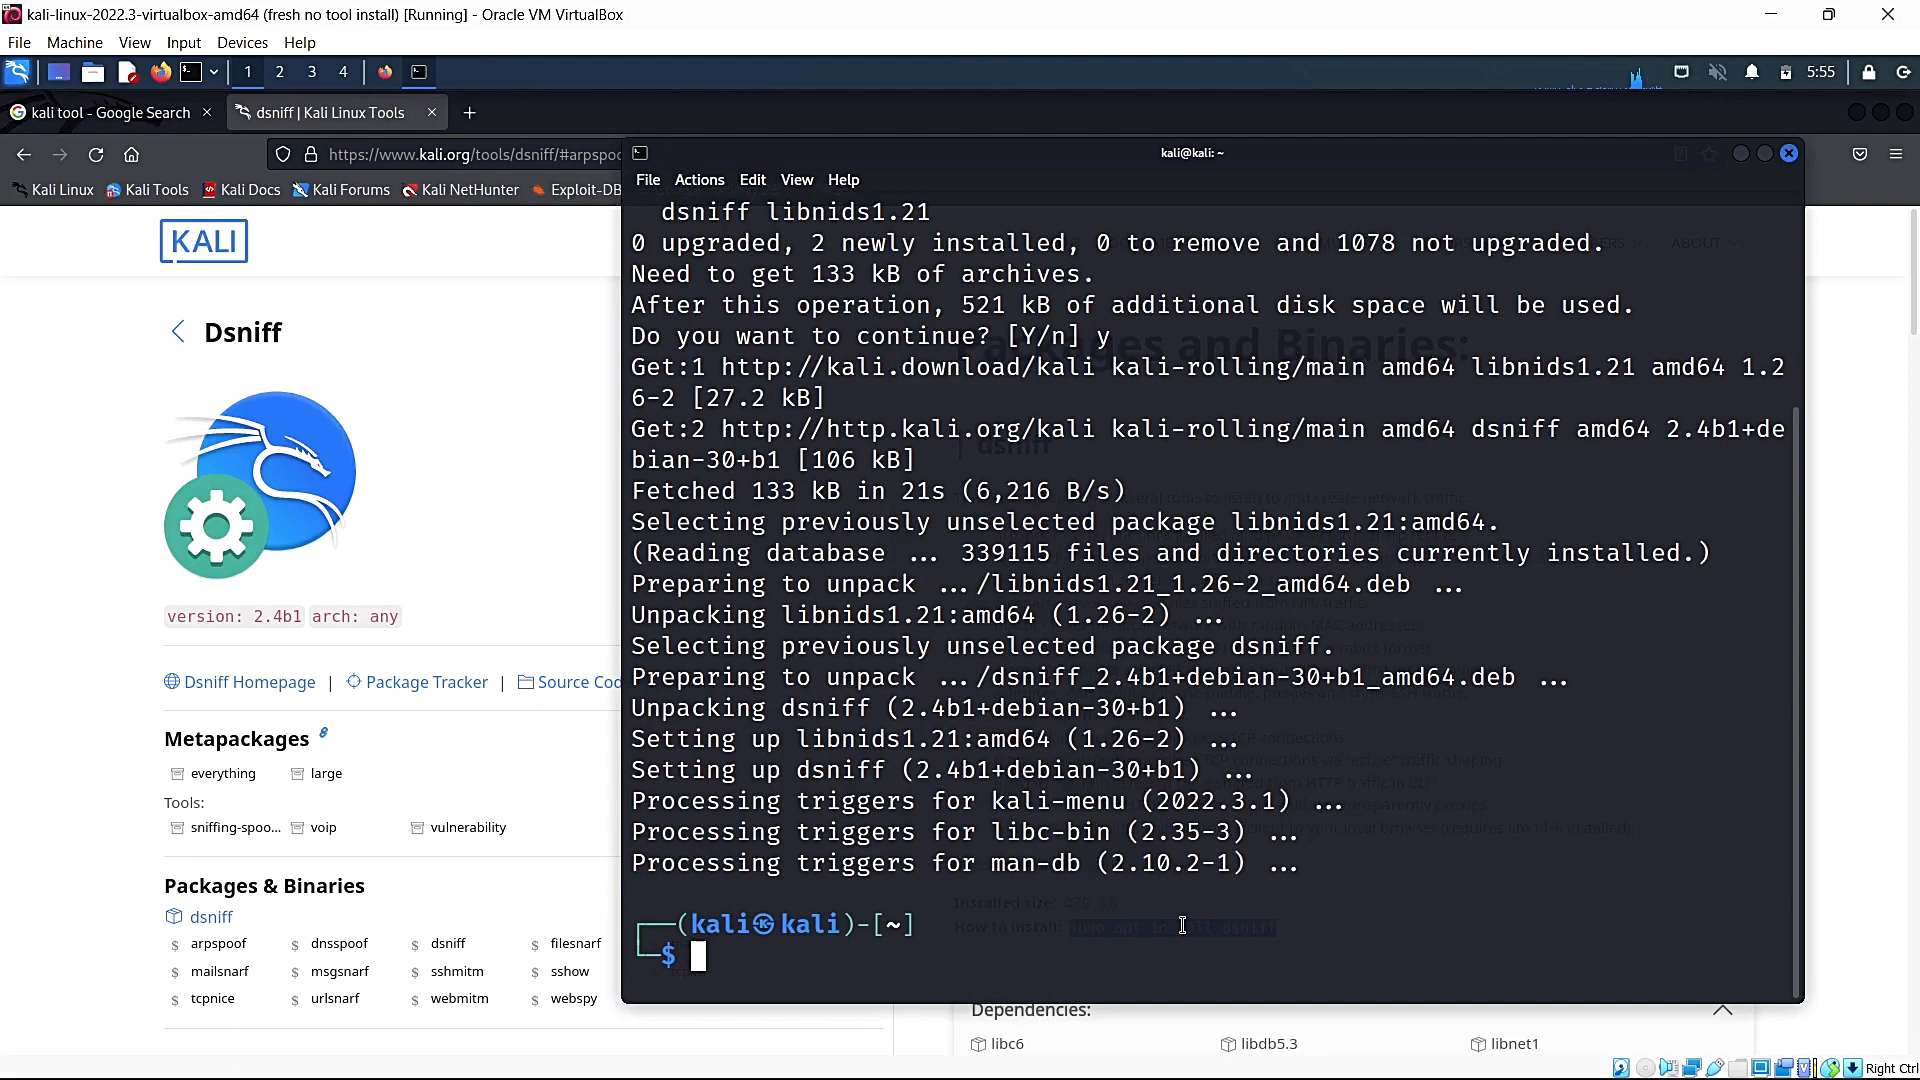 kali-linux-2022.3-virtualbox-amd64 (fresh no tool install) [Running] - Oracle VM VirtualBox
File Machine View Input Devices Help
1 2 3 4 5:55
kali tool - Google Search dsniff | Kali Linux Tools
https://www.kali.org/tools/dsniff/#arpspoo
kali@kali: ~
Kali Linux Kali Tools Kali Docs Kali Forums Kali NetHunter Exploit-DB
File Actions Edit View Help
dsniff libnids1.21
0 upgraded, 2 newly installed, 0 to remove and 1078 not upgraded.
Need to get 133 kB of archives.
After this operation, 521 kB of additional disk space will be used.
Do you want to continue? [Y/n] y
Get:1 http://kali.download/kali kali-rolling/main amd64 libnids1.21 amd64 1.2
6-2 [27.2 kB]
Get:2 http://http.kali.org/kali kali-rolling/main amd64 dsniff amd64 2.4b1+de
bian-30+b1 [106 kB]
Fetched 133 kB in 21s (6,216 B/s)
Selecting previously unselected package libnids1.21:amd64.
(Reading database ... 339115 files and directories currently installed.)
Preparing to unpack .../libnids1.21_1.26-2_amd64.deb ...
Unpacking libnids1.21:amd64 (1.26-2) ...
Selecting previously unselected package dsniff.
Preparing to unpack .../dsniff_2.4b1+debian-30+b1_amd64.deb ...
Unpacking dsniff (2.4b1+debian-30+b1) ...
Setting up libnids1.21:amd64 (1.26-2) ...
Setting up dsniff (2.4b1+debian-30+b1) ...
Processing triggers for kali-menu (2022.3.1) ...
Processing triggers for libc-bin (2.35-3) ...
Processing triggers for man-db (2.10.2-1) ...
(kali㉿kali)-[~]
$
KALI
ABOUT
Dsniff
Packages and Binaries:
dsniff
version: 2.4b1 arch: any
Dsniff Homepage | Package Tracker | Source Cod
Metapackages
everything large
Tools:
sniffing-spoo... voip vulnerability
Packages & Binaries
dsniff
$ arpspoof $ dnsspoof $ dsniff $ filesnarf
$ mailsnarf $ msgsnarf $ sshmitm $ sshow
$ tcpnice $ urlsnarf $ webmitm $ webspy
How to install: sudo apt install dsniff
Dependencies:
libc6 libdb5.3 libnet1
Right Ctrl